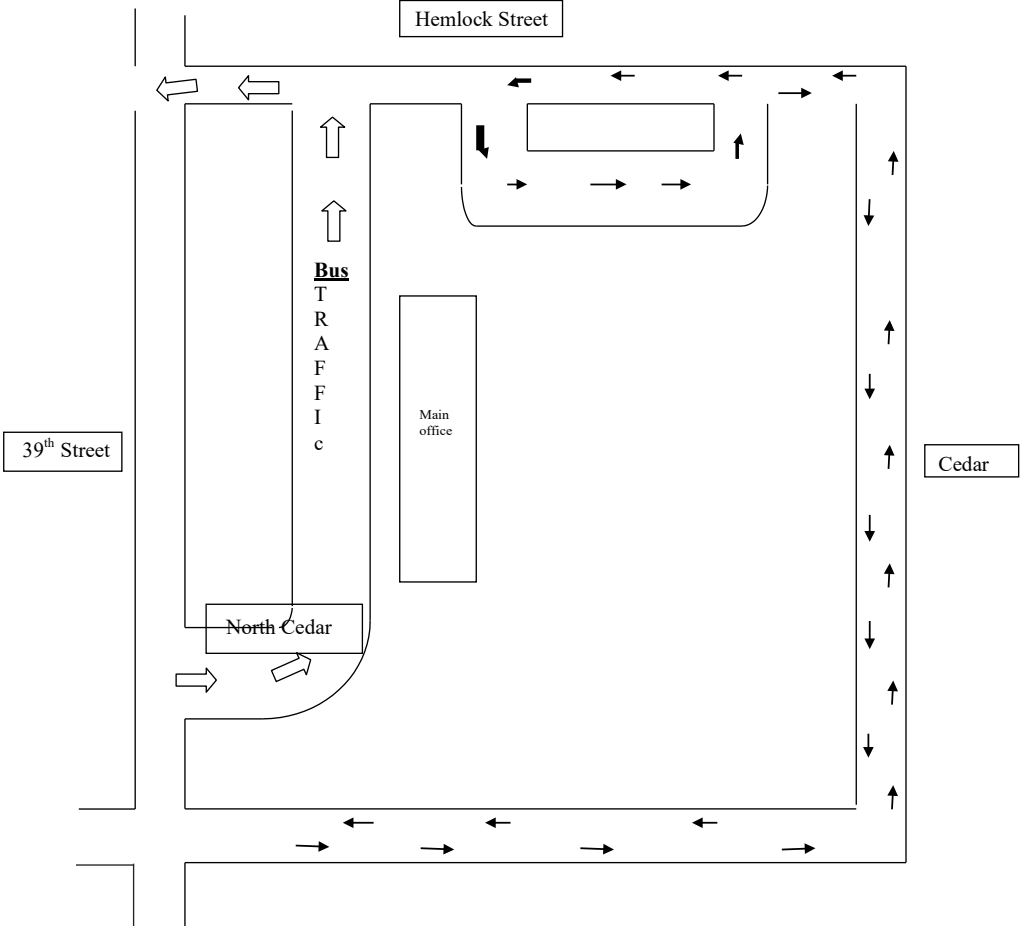 Hemlock Street
Bus
T
R
A
F
F
I
c
Main
office
39th Street
Cedar
North Cedar